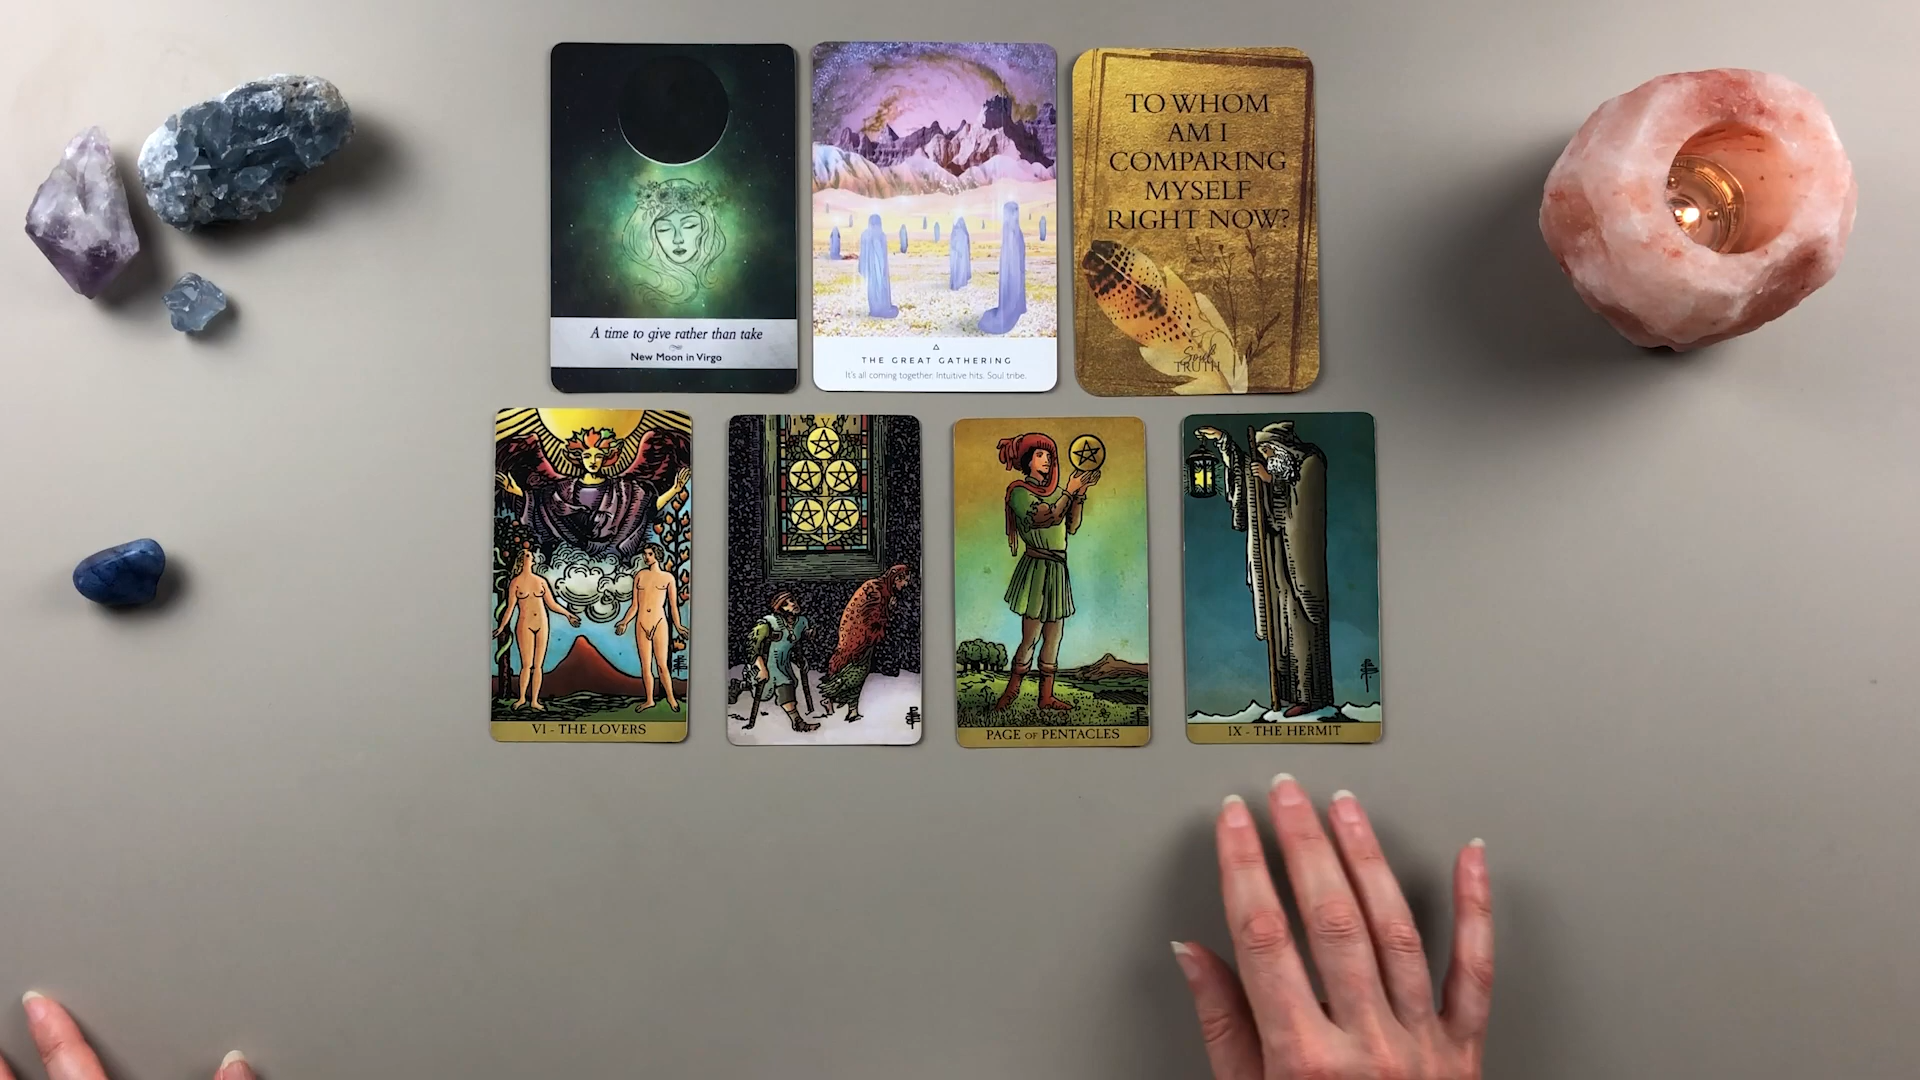 A time to give rather than take
New Moon in Virgo
THE GREAT GATHERING
It's all coming together. Intuitive hits. Soul tribe.
TO WHOM
AM I
COMPARING
MYSELF
RIGHT NOW?
Soul
TRUTH
VI - THE LOVERS
V
PAGE OF PENTACLES
IX - THE HERMIT